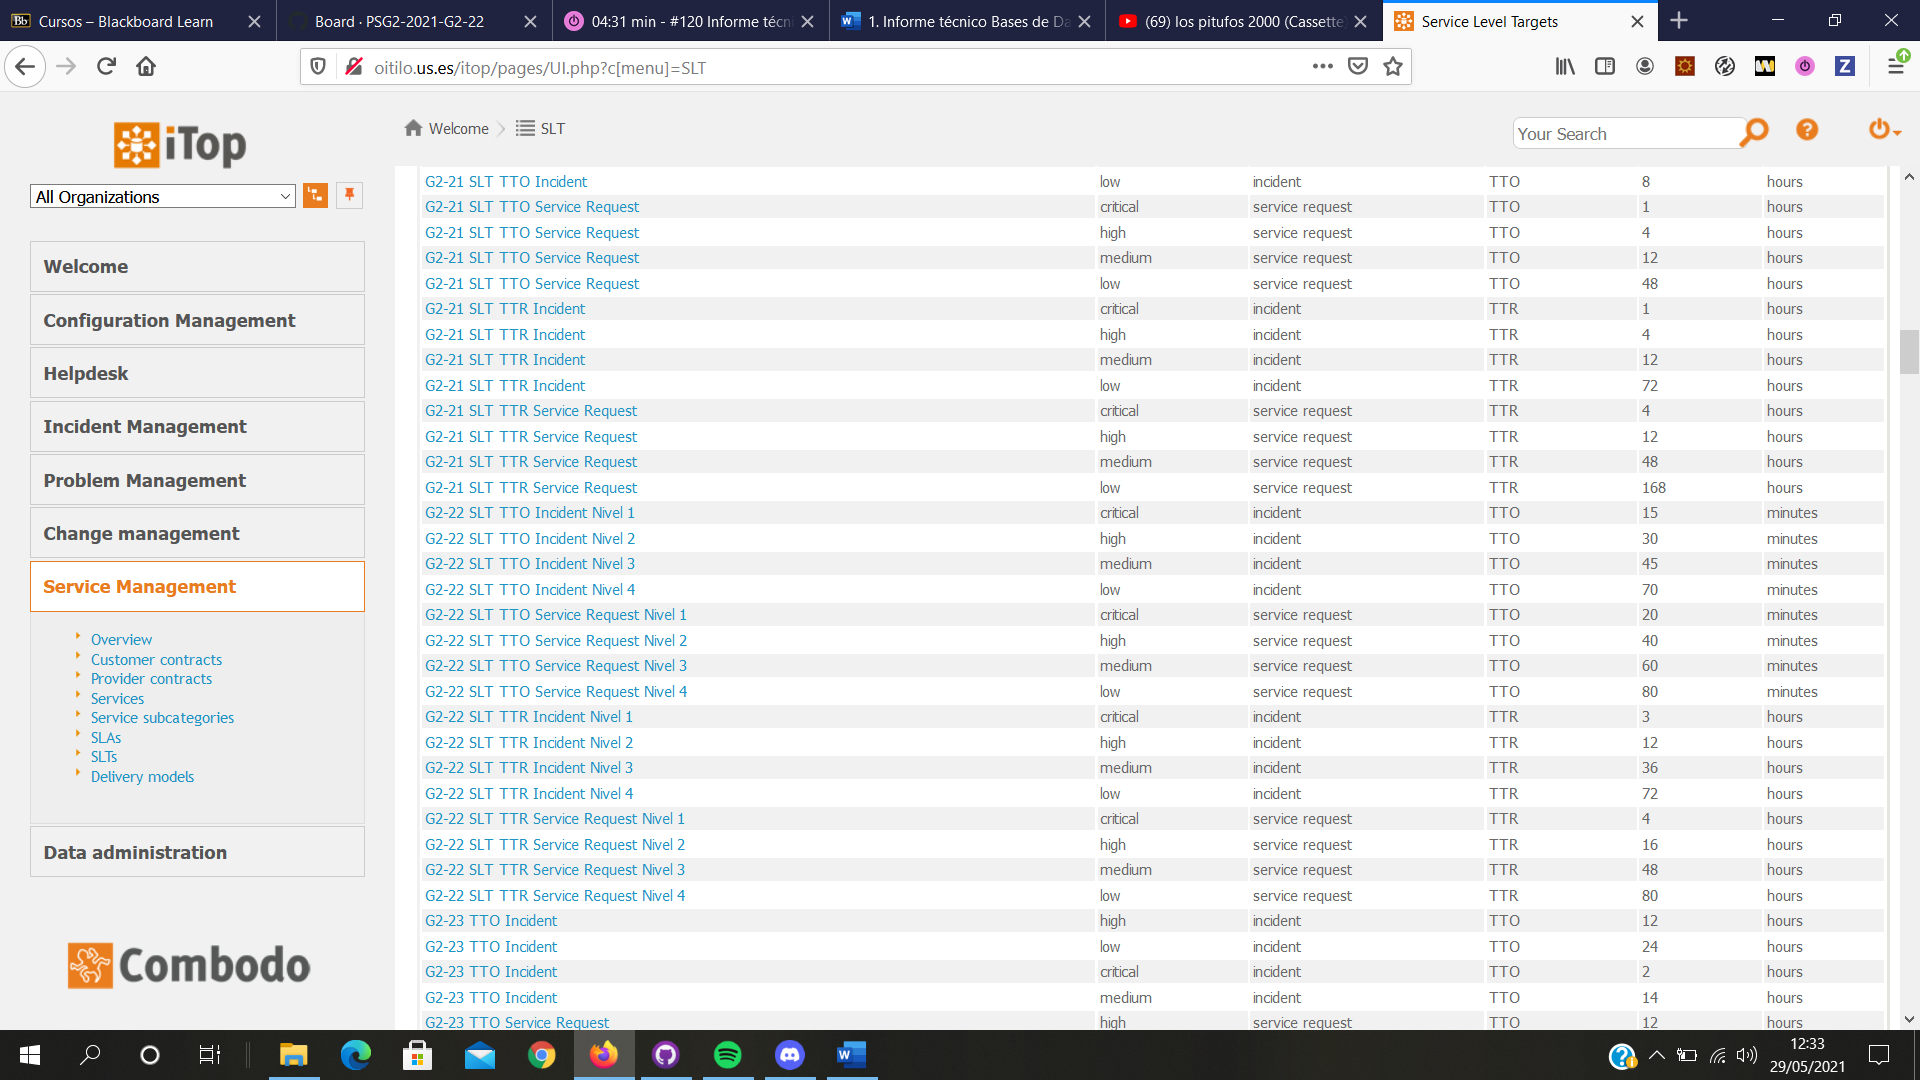 Cursos – Blackboard Learn
Board · PSG2-2021-G2-22
04:31 min - #120 Informe técni
1. Informe técnico Bases de Da
(69) los pitufos 2000 (Cassette
Service Level Targets
oitilo.us.es/itop/pages/UI.php?c[menu]=SLT
iTop
Welcome
SLT
Your Search
All Organizations
Welcome
Configuration Management
Helpdesk
Incident Management
Problem Management
Change management
Service Management
Overview
Customer contracts
Provider contracts
Services
Service subcategories
SLAs
SLTs
Delivery models
Data administration
Combodo
G2-21 SLT TTO Incident low incident TTO 8 hours
G2-21 SLT TTO Service Request critical service request TTO 1 hours
G2-21 SLT TTO Service Request high service request TTO 4 hours
G2-21 SLT TTO Service Request medium service request TTO 12 hours
G2-21 SLT TTO Service Request low service request TTO 48 hours
G2-21 SLT TTR Incident critical incident TTR 1 hours
G2-21 SLT TTR Incident high incident TTR 4 hours
G2-21 SLT TTR Incident medium incident TTR 12 hours
G2-21 SLT TTR Incident low incident TTR 72 hours
G2-21 SLT TTR Service Request critical service request TTR 4 hours
G2-21 SLT TTR Service Request high service request TTR 12 hours
G2-21 SLT TTR Service Request medium service request TTR 48 hours
G2-21 SLT TTR Service Request low service request TTR 168 hours
G2-22 SLT TTO Incident Nivel 1 critical incident TTO 15 minutes
G2-22 SLT TTO Incident Nivel 2 high incident TTO 30 minutes
G2-22 SLT TTO Incident Nivel 3 medium incident TTO 45 minutes
G2-22 SLT TTO Incident Nivel 4 low incident TTO 70 minutes
G2-22 SLT TTO Service Request Nivel 1 critical service request TTO 20 minutes
G2-22 SLT TTO Service Request Nivel 2 high service request TTO 40 minutes
G2-22 SLT TTO Service Request Nivel 3 medium service request TTO 60 minutes
G2-22 SLT TTO Service Request Nivel 4 low service request TTO 80 minutes
G2-22 SLT TTR Incident Nivel 1 critical incident TTR 3 hours
G2-22 SLT TTR Incident Nivel 2 high incident TTR 12 hours
G2-22 SLT TTR Incident Nivel 3 medium incident TTR 36 hours
G2-22 SLT TTR Incident Nivel 4 low incident TTR 72 hours
G2-22 SLT TTR Service Request Nivel 1 critical service request TTR 4 hours
G2-22 SLT TTR Service Request Nivel 2 high service request TTR 16 hours
G2-22 SLT TTR Service Request Nivel 3 medium service request TTR 48 hours
G2-22 SLT TTR Service Request Nivel 4 low service request TTR 80 hours
G2-23 TTO Incident high incident TTO 12 hours
G2-23 TTO Incident low incident TTO 24 hours
G2-23 TTO Incident critical incident TTO 2 hours
G2-23 TTO Incident medium incident TTO 14 hours
G2-23 TTO Service Request high service request TTO 12 hours
12:33
29/05/2021